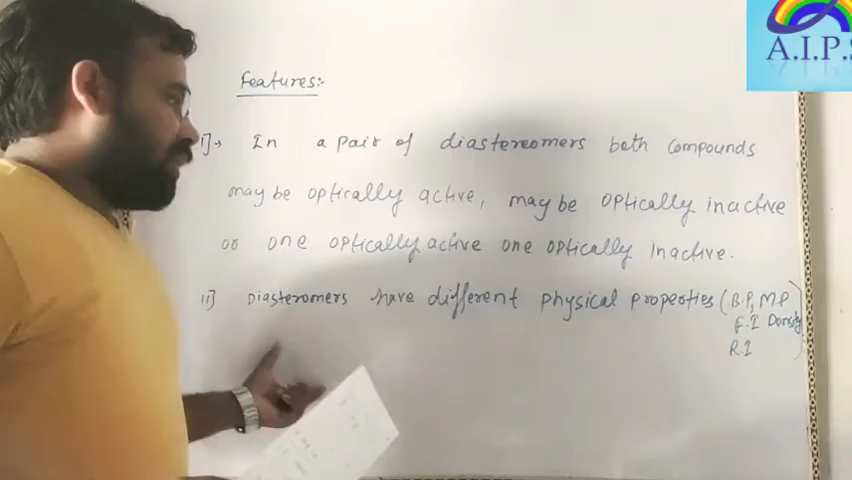 A.I.P.S
Features:-
i]→ In a pair of diastereomers both compounds
may be optically active, may be optically inactive
or one optically active one optically inactive.
ii] Diasteromers have different physical properties (B.P, M.P
F.I Density
R.I